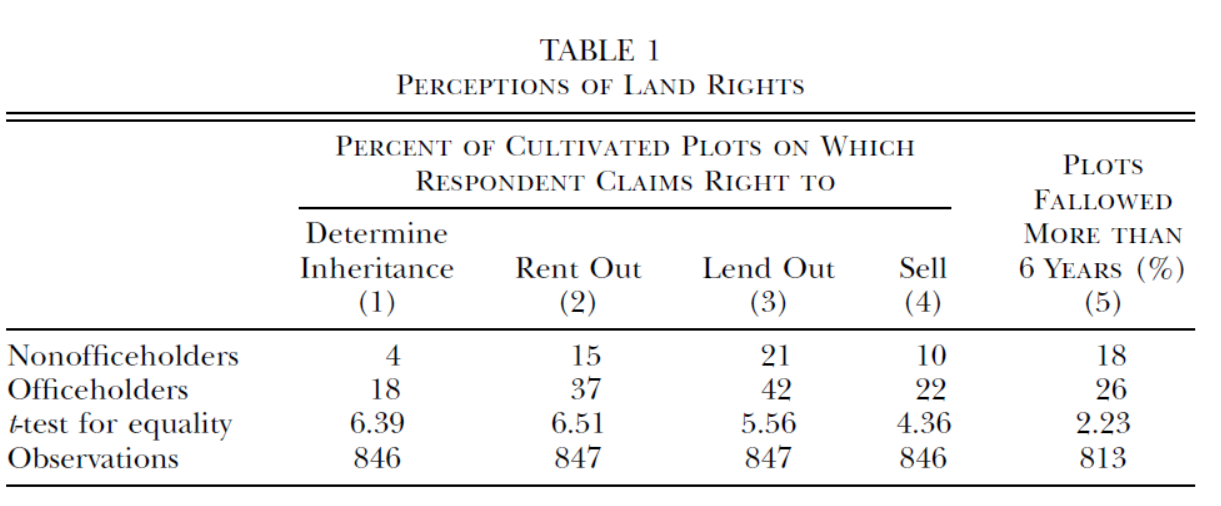 TABLE 1
PERCEPTIONS OF LAND RIGHTS
PERCENT OF CULTIVATED PLOTS ON WHICH
RESPONDENT CLAIMS RIGHT TO
PLOTS
FALLOWED
MORE THAN
6 YEARS (%)
(5)
Determine
Inheritance
(1)
Rent Out
(2)
Lend Out
(3)
Sell
(4)
Nonofficeholders 4 15 21 10 18
Officeholders 18 37 42 22 26
t-test for equality 6.39 6.51 5.56 4.36 2.23
Observations 846 847 847 846 813